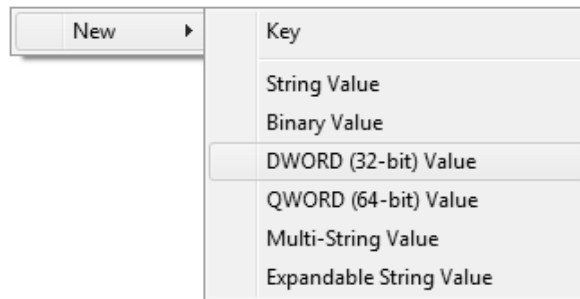 New
Key
String Value
Binary Value
DWORD (32-bit) Value
QWORD (64-bit) Value
Multi-String Value
Expandable String Value